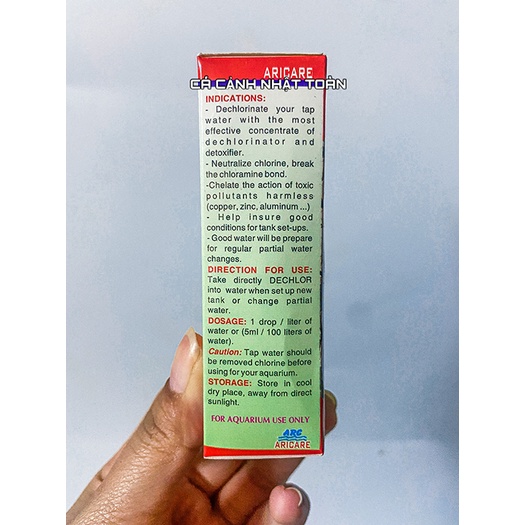 ARICARE
CÁ CẢNH NHẤT TOÀN
INDICATIONS:
- Dechlorinate your tap
water with the most
effective concentrate of
dechlorinator and
detoxifier.
- Neutralize chlorine, break
the chloramine bond.
-Chelate the action of toxic
pollutants harmless
(copper, zinc, aluminum ...)
- Help insure good
conditions for tank set-ups.
- Good water will be prepare
for regular partial water
changes.
DIRECTION FOR USE:
Take directly DECHLOR
into water when set up new
tank or change partial
water.
DOSAGE: 1 drop / liter of
water or (5ml / 100 liters of
water).
Caution: Tap water should
be removed chlorine before
using for your aquarium.
STORAGE: Store in cool
dry place, away from direct
sunlight.
FOR AQUARIUM USE ONLY
ARC
ARICARE